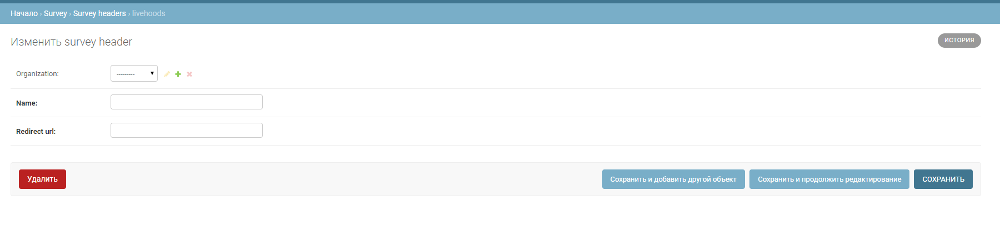 Начало › Survey › Survey headers › livehoods
Изменить survey header
ИСТОРИЯ
Organization:
---------
Name:
Redirect url:
Удалить
Сохранить и добавить другой объект
Сохранить и продолжить редактирование
СОХРАНИТЬ